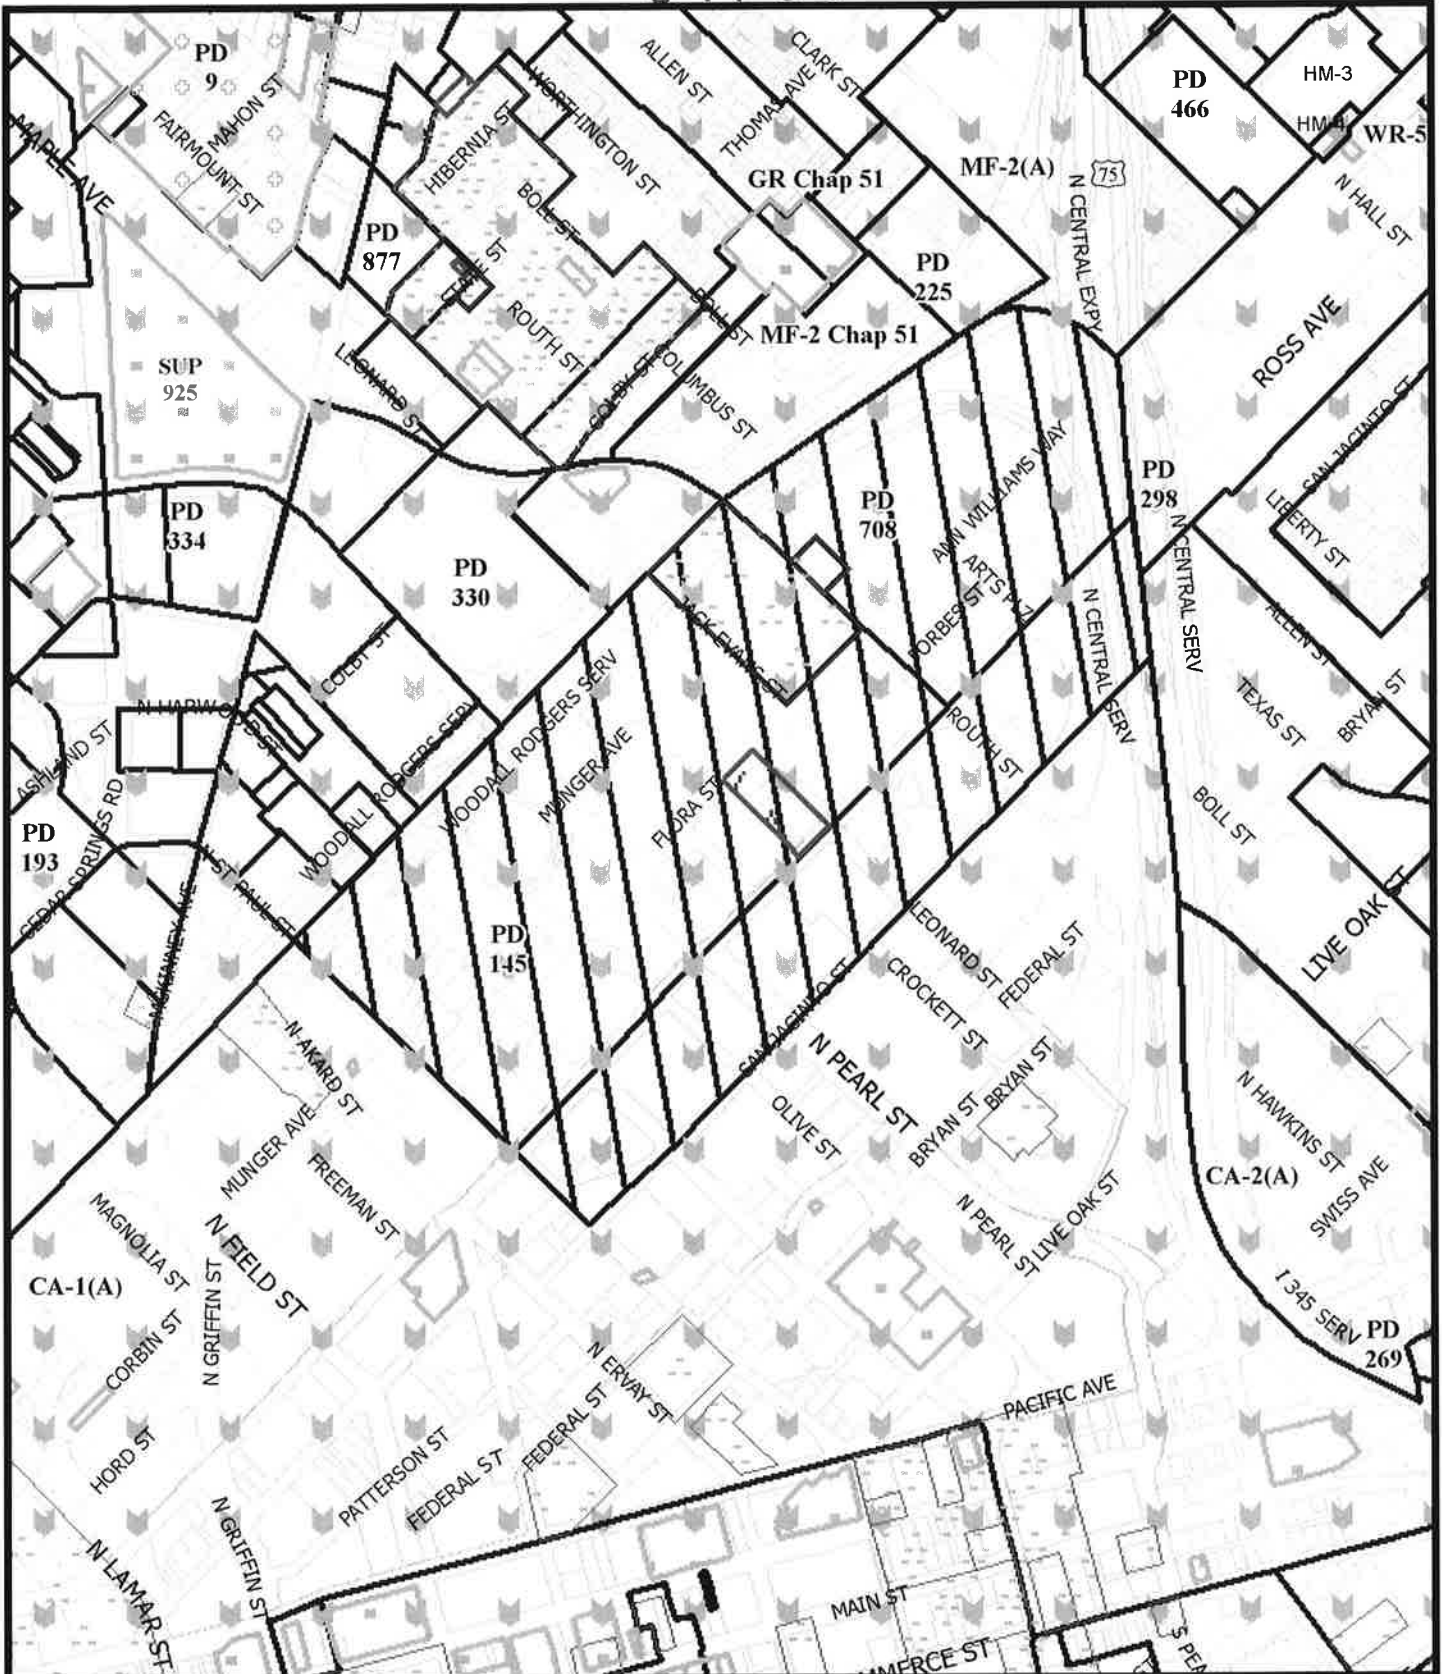 PD
9
MAHON ST
FAIRMOUNT ST
MAPLE AVE
HIBERNIA ST
WORTHINGTON ST
ALLEN ST
CLARK ST
THOMAS AVE
PD
466
HM-3
WR-5
MF-2(A)
75
N CENTRAL EXPY
N HALL ST
GR Chap 51
BOLL ST
PD
877
PD
225
ROUTH ST
BOLL ST
MF-2 Chap 51
COLUMBUS ST
COLBY ST
LEONARD ST
SUP
925
ROSS AVE
SAN JACINTO ST
LIBERTY ST
PD
298
PD
708
ANN WILLIAMS WAY
ARTS PLZ
FORBES ST
N CENTRAL SERV
N CENTRAL SERV
PD
334
PD
330
JACK EVANS ST
COLBY ST
ALLEN ST
TEXAS ST
BRYAN ST
BOLL ST
N HARWOOD ST
ASHLAND ST
WOODALL RODGERS SERV
WOODALL RODGERS SERV
MUNGER AVE
FLORA ST
ROUTH ST
PD
193
CEDAR SPRINGS RD
N ST PAUL ST
MCKINNEY AVE
PD
145
LIVE OAK ST
LEONARD ST
FEDERAL ST
CROCKETT ST
SAN JACINTO ST
N PEARL ST
OLIVE ST
BRYAN ST
BRYAN ST
N AKARD ST
MUNGER AVE
FREEMAN ST
N HAWKINS ST
SWISS AVE
CA-2(A)
N PEARL ST
LIVE OAK ST
MAGNOLIA ST
N FIELD ST
CA-1(A)
N GRIFFIN ST
CORBIN ST
I 345 SERV
PD
269
N ERVAY ST
PACIFIC AVE
HORD ST
PATTERSON ST
FEDERAL ST
FEDERAL ST
N GRIFFIN ST
N LAMAR ST
MAIN ST
MMERCE ST
S PEA